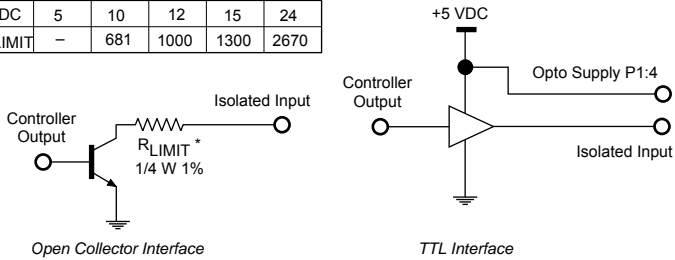 DC 5 10 12 15 24
LIMIT – 681 1000 1300 2670
+5 VDC
Controller
Output
Isolated Input
RLIMIT *
1/4 W 1%
Open Collector Interface
Controller
Output
Opto Supply P1:4
Isolated Input
TTL Interface